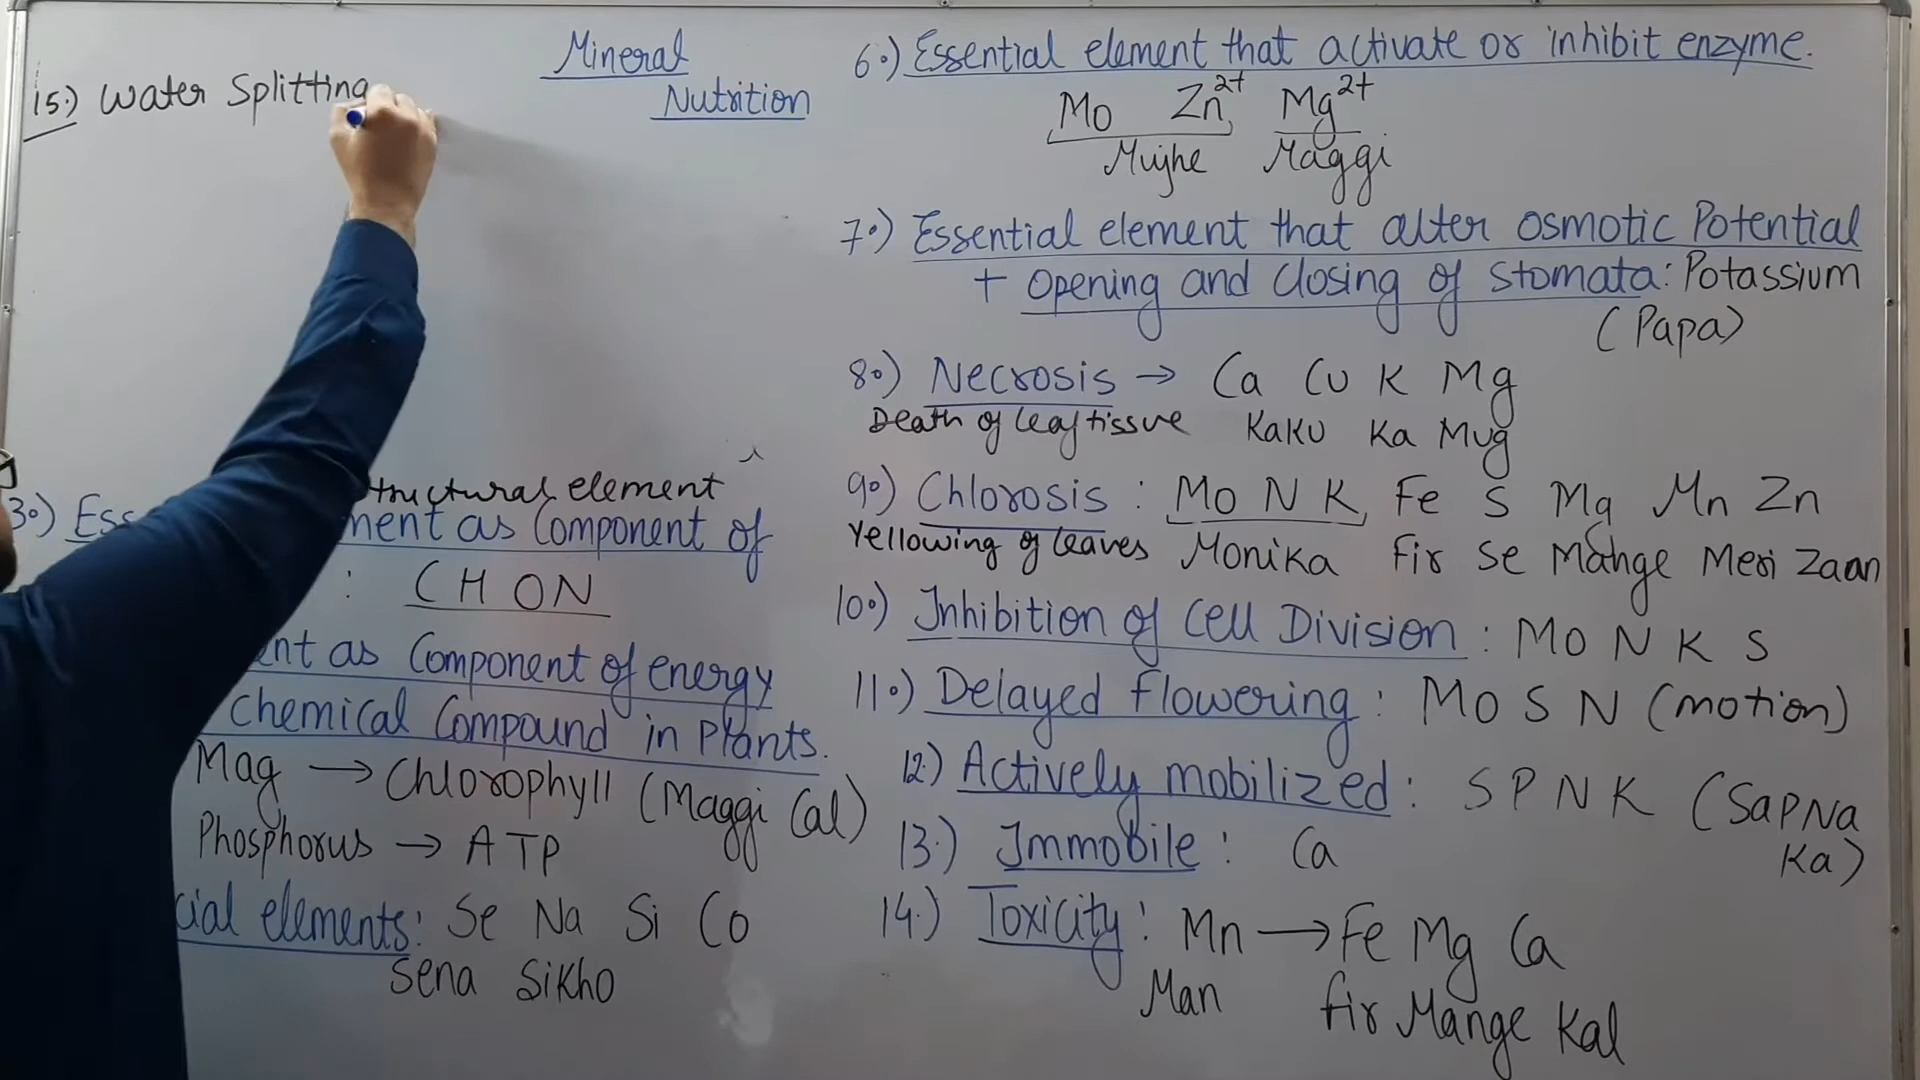 Mineral
Nutrition
15.) Water Splitting
3.) Ess
tructural element
ment as Component of
: C H O N
ent as Component of energy
chemical Compound in Plants.
Mag → Chlorophyll (Maggi Cal)
Phosphorus → ATP
cial elements: Se Na Si Co
Sena Sikho
6.) Essential element that activate or inhibit enzyme.
Mo Zn2+ Mg2+
Mujhe Maggi
7.) Essential element that alter osmotic Potential
+ opening and closing of stomata: Potassium
(Papa)
8.) Necrosis → Ca Cu K Mg
Death of leaf tissue KaKu Ka Mug
9.) Chlorosis : Mo N K Fe S Mg Mn Zn
Yellowing of leaves Monika Fir Se Mange Meri Zaan
10.) Inhibition of Cell Division : Mo N K S
11.) Delayed flowering : Mo S N (motion)
12.) Actively mobilized : S P N K (SaPNa
Ka)
13.) Immobile : Ca
14.) Toxicity : Mn → Fe Mg Ca
Man fir Mange Kal